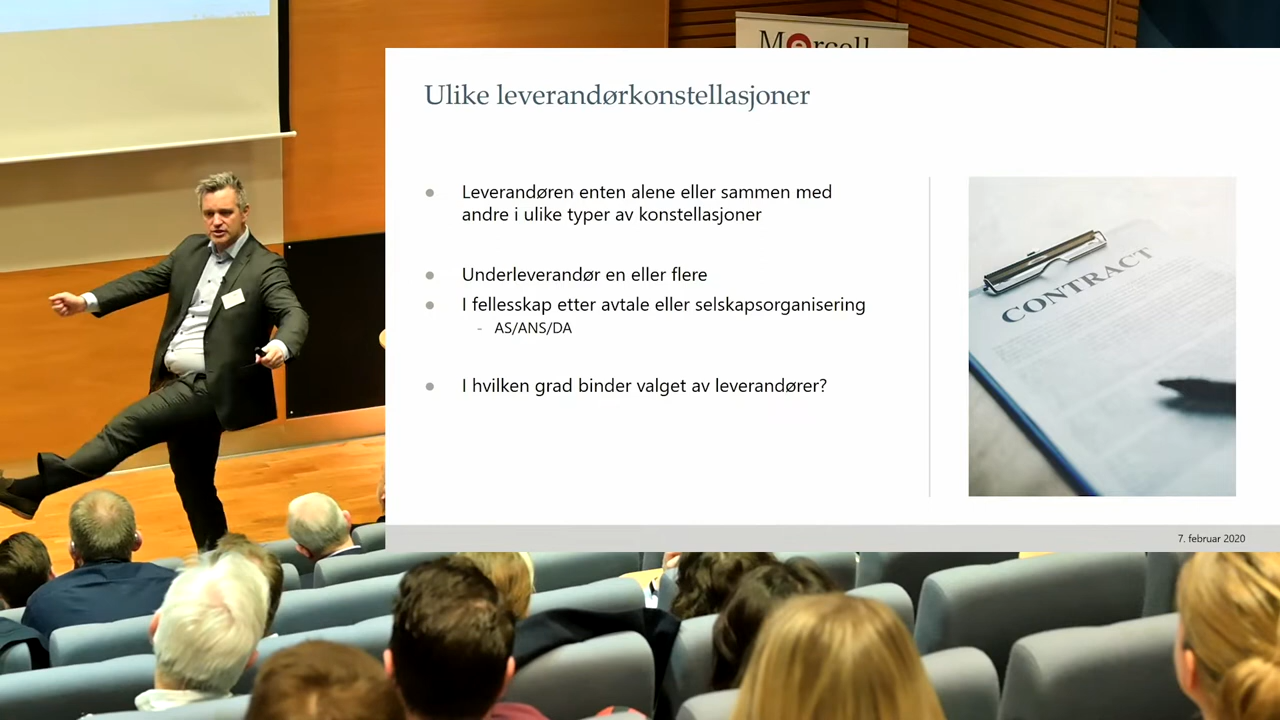 Mercell
Ulike leverandørkonstellasjoner
Leverandøren enten alene eller sammen med
andre i ulike typer av konstellasjoner
Underleverandør en eller flere
I fellesskap etter avtale eller selskapsorganisering
- AS/ANS/DA
I hvilken grad binder valget av leverandører?
CONTRACT
7. februar 2020